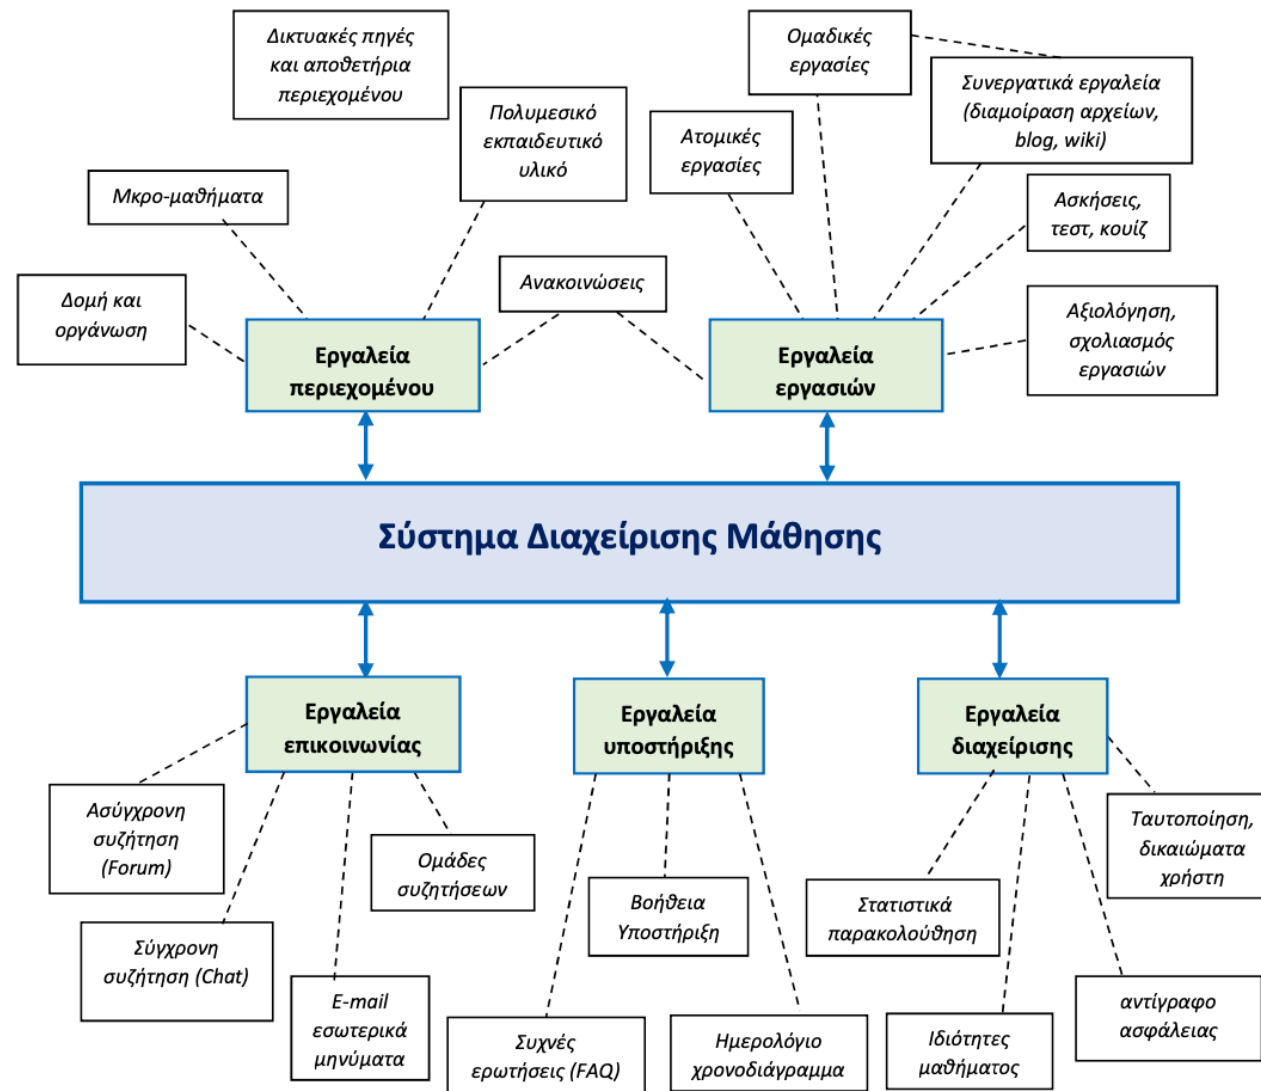 Δικτυακές πηγές
και αποθετήρια
περιεχομένου
Ομαδικές
εργασίες
Συνεργατικά εργαλεία
(διαμοίραση αρχείων,
blog, wiki)
Πολυμεσικό
εκπαιδευτικό
υλικό
Ατομικές
εργασίες
Μκρο-μαθήματα
Ασκήσεις,
τεστ, κουίζ
Δομή και
οργάνωση
Ανακοινώσεις
Αξιολόγηση,
σχολιασμός
εργασιών
Εργαλεία
περιεχομένου
Εργαλεία
εργασιών
Σύστημα Διαχείρισης Μάθησης
Εργαλεία
επικοινωνίας
Εργαλεία
υποστήριξης
Εργαλεία
διαχείρισης
Ασύγχρονη
συζήτηση
(Forum)
Ομάδες
συζητήσεων
Ταυτοποίηση,
δικαιώματα
χρήστη
Βοήθεια
Υποστήριξη
Στατιστικά
παρακολούθηση
Σύγχρονη
συζήτηση (Chat)
E-mail
εσωτερικά
μηνύματα
Συχνές
ερωτήσεις (FAQ)
Ημερολόγιο
χρονοδιάγραμμα
Ιδιότητες
μαθήματος
αντίγραφο
ασφάλειας